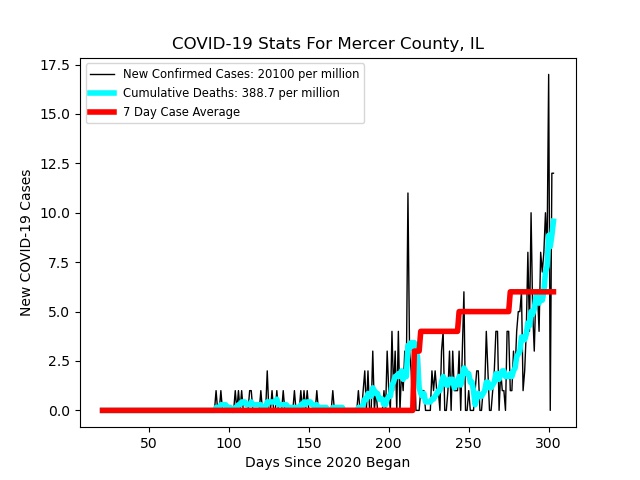 COVID-19 Stats For Mercer County, IL
New Confirmed Cases: 20100 per million
Cumulative Deaths: 388.7 per million
7 Day Case Average
17.5
15.0
12.5
10.0
7.5
5.0
2.5
0.0
New COVID-19 Cases
50 100 150 200 250 300
Days Since 2020 Began